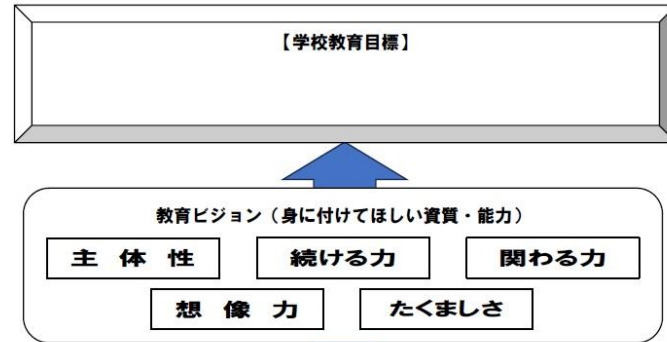 【学校教育目標】
教育ビジョン（身に付けてほしい資質・能力）
主体性
続ける力
関わる力
想像力
たくましさ